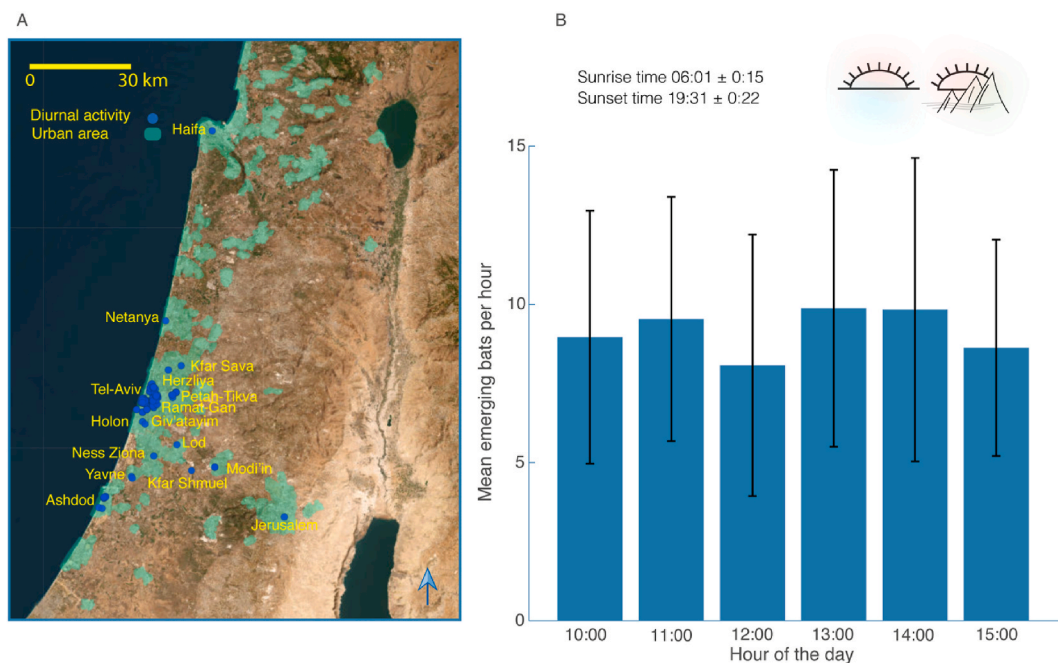 A
0 30 km
Diurnal activity
Urban area
Haifa
Netanya
Kfar Sava
Herzliya
Tel-Aviv
Petah-Tikva
Ramat-Gan
Holon
Giv'atayim
Lod
Ness Ziona
Modi'in
Yavne
Kfar Shmuel
Ashdod
Jerusalem
B
Sunrise time 06:01 ± 0:15
Sunset time 19:31 ± 0:22
Mean emerging bats per hour
15
10
5
0
10:00 11:00 12:00 13:00 14:00 15:00
Hour of the day